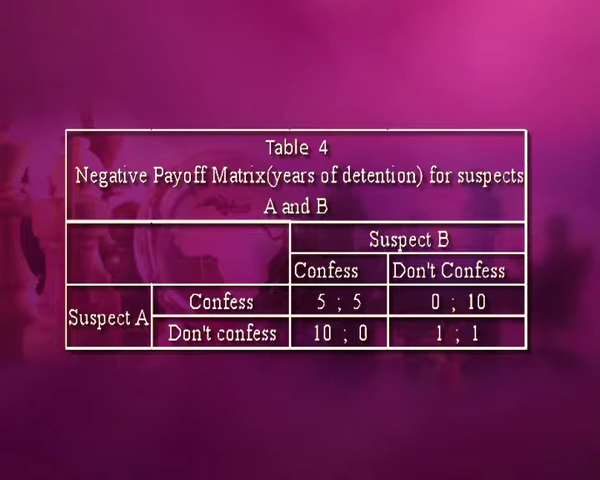 Table 4
Negative Payoff Matrix(years of detention) for suspects
A and B
Suspect B
Confess Don't Confess
Suspect A Confess 5 ; 5 0 ; 10
Don't confess 10 ; 0 1 ; 1